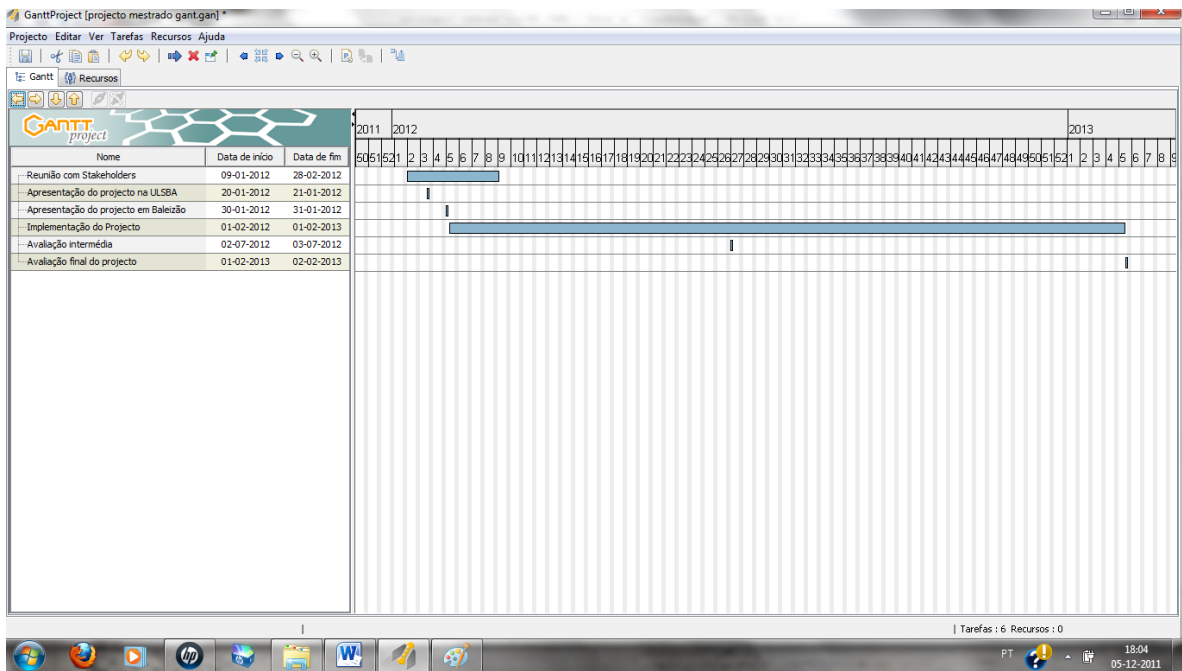 GanttProject [projecto mestrado gant.gan] *
Projecto Editar Ver Tarefas Recursos Ajuda
Gantt Recursos
GANTT project
2011 2012 2013
Nome Data de início Data de fim
50 51 52 1 2 3 4 5 6 7 8 9 10 11 12 13 14 15 16 17 18 19 20 21 22 23 24 25 26 27 28 29 30 31 32 33 34 35 36 37 38 39 40 41 42 43 44 45 46 47 48 49 50 51 52 1 2 3 4 5 6 7 8 9
Reunião com Stakeholders 09-01-2012 28-02-2012
Apresentação do projecto na ULSBA 20-01-2012 21-01-2012
Apresentação do projecto em Baleizão 30-01-2012 31-01-2012
Implementação do Projecto 01-02-2012 01-02-2013
Avaliação intermédia 02-07-2012 03-07-2012
Avaliação final do projecto 01-02-2013 02-02-2013
Tarefas : 6 Recursos : 0
PT 18:04
05-12-2011